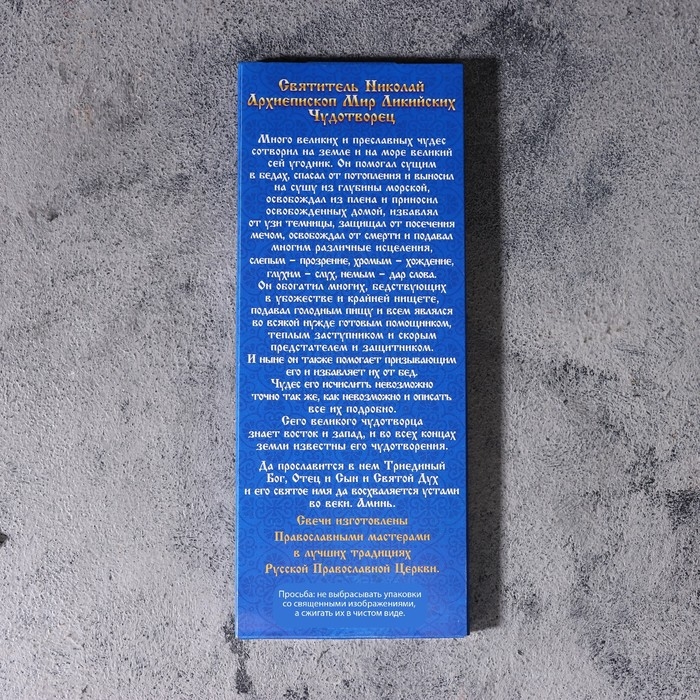 Святитель Николай
Архиепископ Мир Ликийских
Чудотворец
Много великих и преславных чудес
сотворил на земле и на море великий
сей угодник. Он помогал сущим
в бедах, спасал от потопления и выносил
на сушу из глубины морской,
освобождал из плена и приносил
освобожденных домой, избавлял
от узи темницы, защищал от посечения
мечом, освобождал от смерти и подавал
многим различные исцеления,
слепым – прозрение, хромым – хождение,
глухим – слух, немым – дар слова.
Он обогатил многих, бедствующих
в убожестве и крайней нищете,
подавал голодным пищу и всем являлся
во всякой нужде готовым помощником,
теплым заступником и скорым
предстателем и защитником.
И ныне он также помогает призывающим
его и избавляет их от бед.
Чудес его исчислить невозможно
точно так же, как невозможно и описать
все их подробно.
Сего великого чудотворца
знает восток и запад, и во всех концах
земли известны его чудотворения.
Да прославится в нем Триединый
Бог, Отец и Сын и Святой Дух
и его святое имя да восхваляется устами
во веки. Аминь.
Свечи изготовлены
Православными мастерами
в лучших традициях
Русской Православной Церкви.
Просьба: не выбрасывать упаковки
со священными изображениями,
а сжигать их в чистом виде.